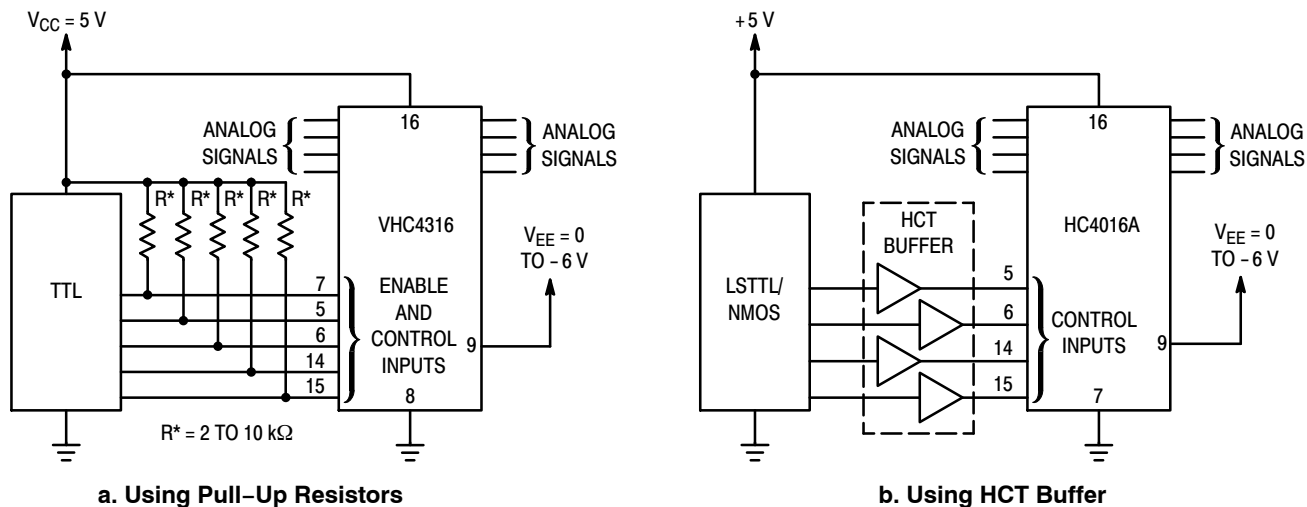 V_CC = 5 V
16
ANALOG
SIGNALS
ANALOG
SIGNALS
R*
R*
R*
R*
R*
VHC4316
V_EE = 0
TO – 6 V
TTL
7
5
6
14
15
ENABLE
AND
CONTROL
INPUTS
9
8
R* = 2 TO 10 kΩ
a. Using Pull–Up Resistors
+5 V
16
ANALOG
SIGNALS
ANALOG
SIGNALS
HCT
BUFFER
HC4016A
V_EE = 0
TO – 6 V
LSTTL/
NMOS
5
6
14
15
CONTROL
INPUTS
9
7
b. Using HCT Buffer